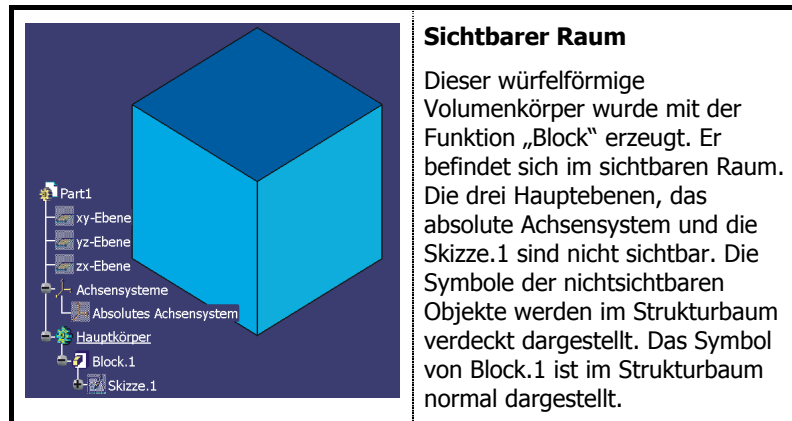 Part1
xy-Ebene
yz-Ebene
zx-Ebene
Achsensysteme
Absolutes Achsensystem
Hauptkörper
Block.1
Skizze.1
Sichtbarer Raum
Dieser würfelförmige
Volumenkörper wurde mit der
Funktion „Block“ erzeugt. Er
befindet sich im sichtbaren Raum.
Die drei Hauptebenen, das
absolute Achsensystem und die
Skizze.1 sind nicht sichtbar. Die
Symbole der nichtsichtbaren
Objekte werden im Strukturbaum
verdeckt dargestellt. Das Symbol
von Block.1 ist im Strukturbaum
normal dargestellt.